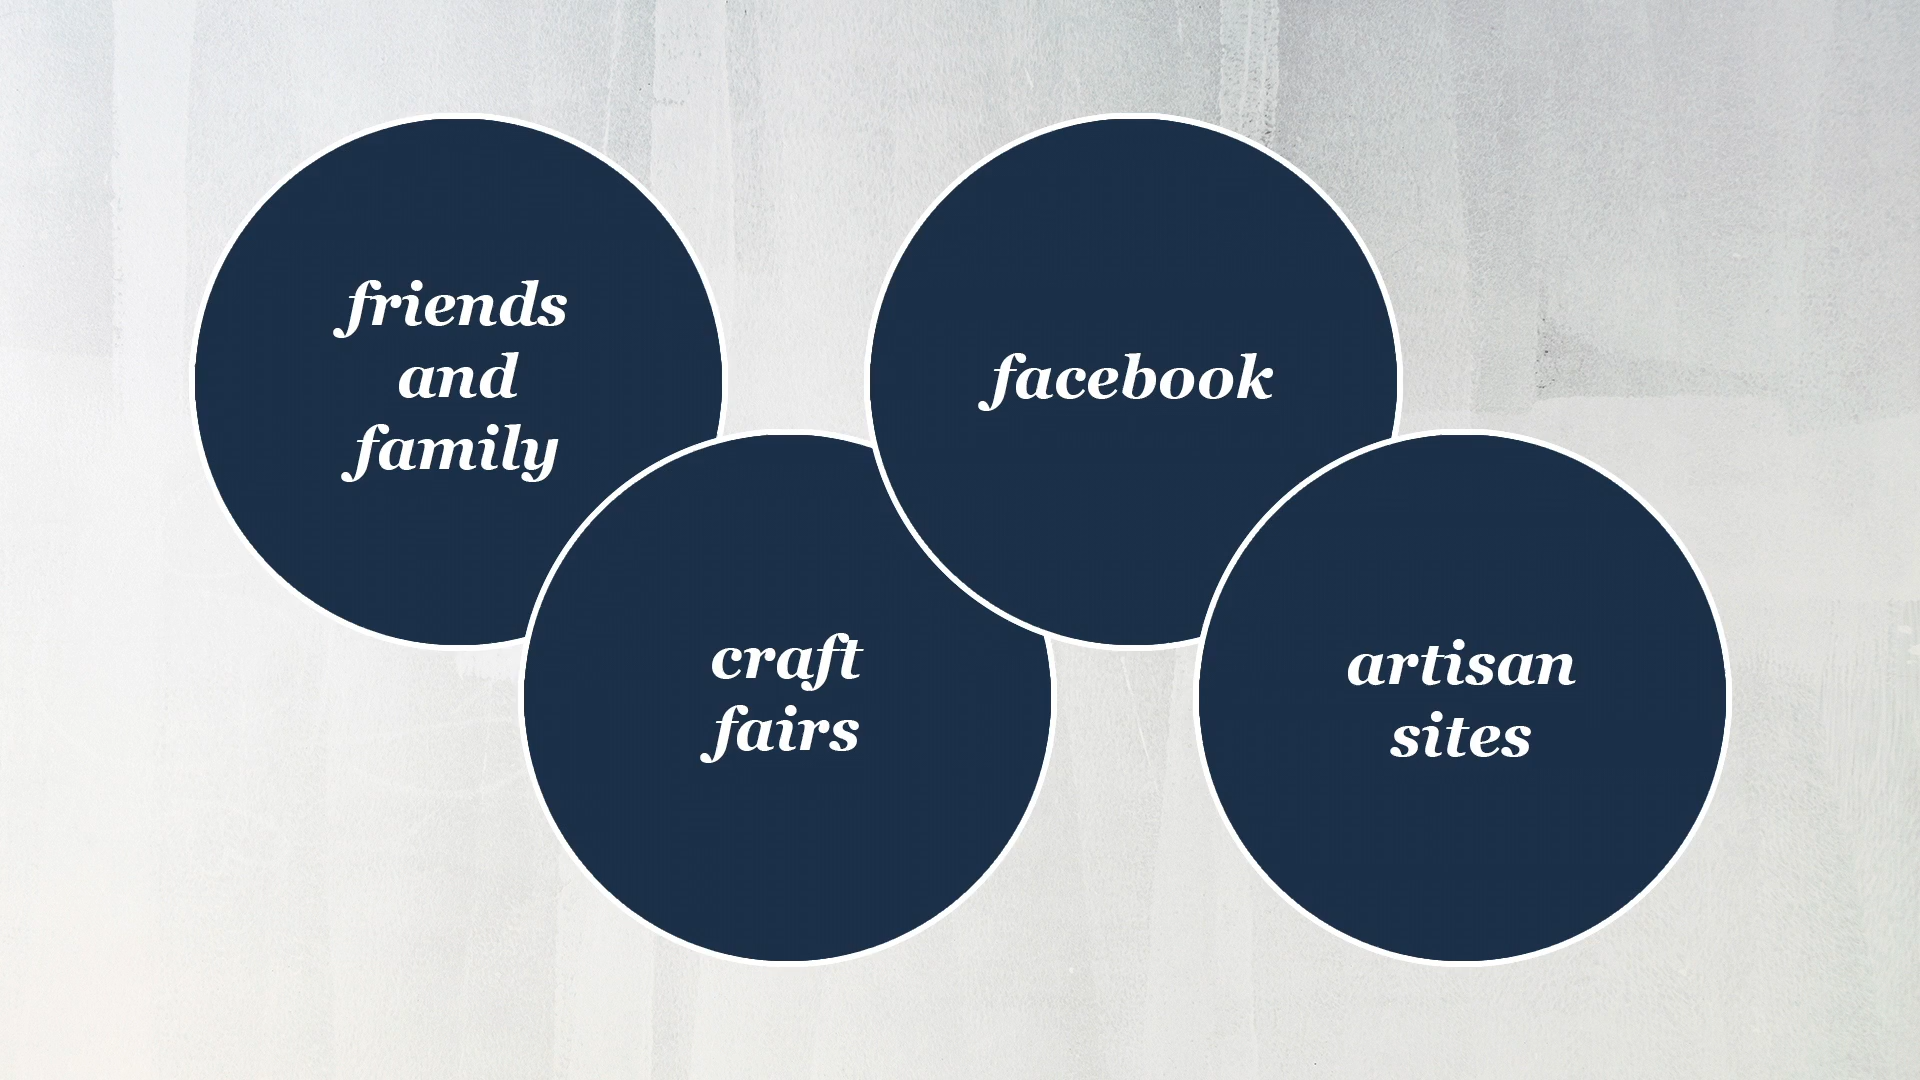 friends
and
family
craft
fairs
facebook
artisan
sites